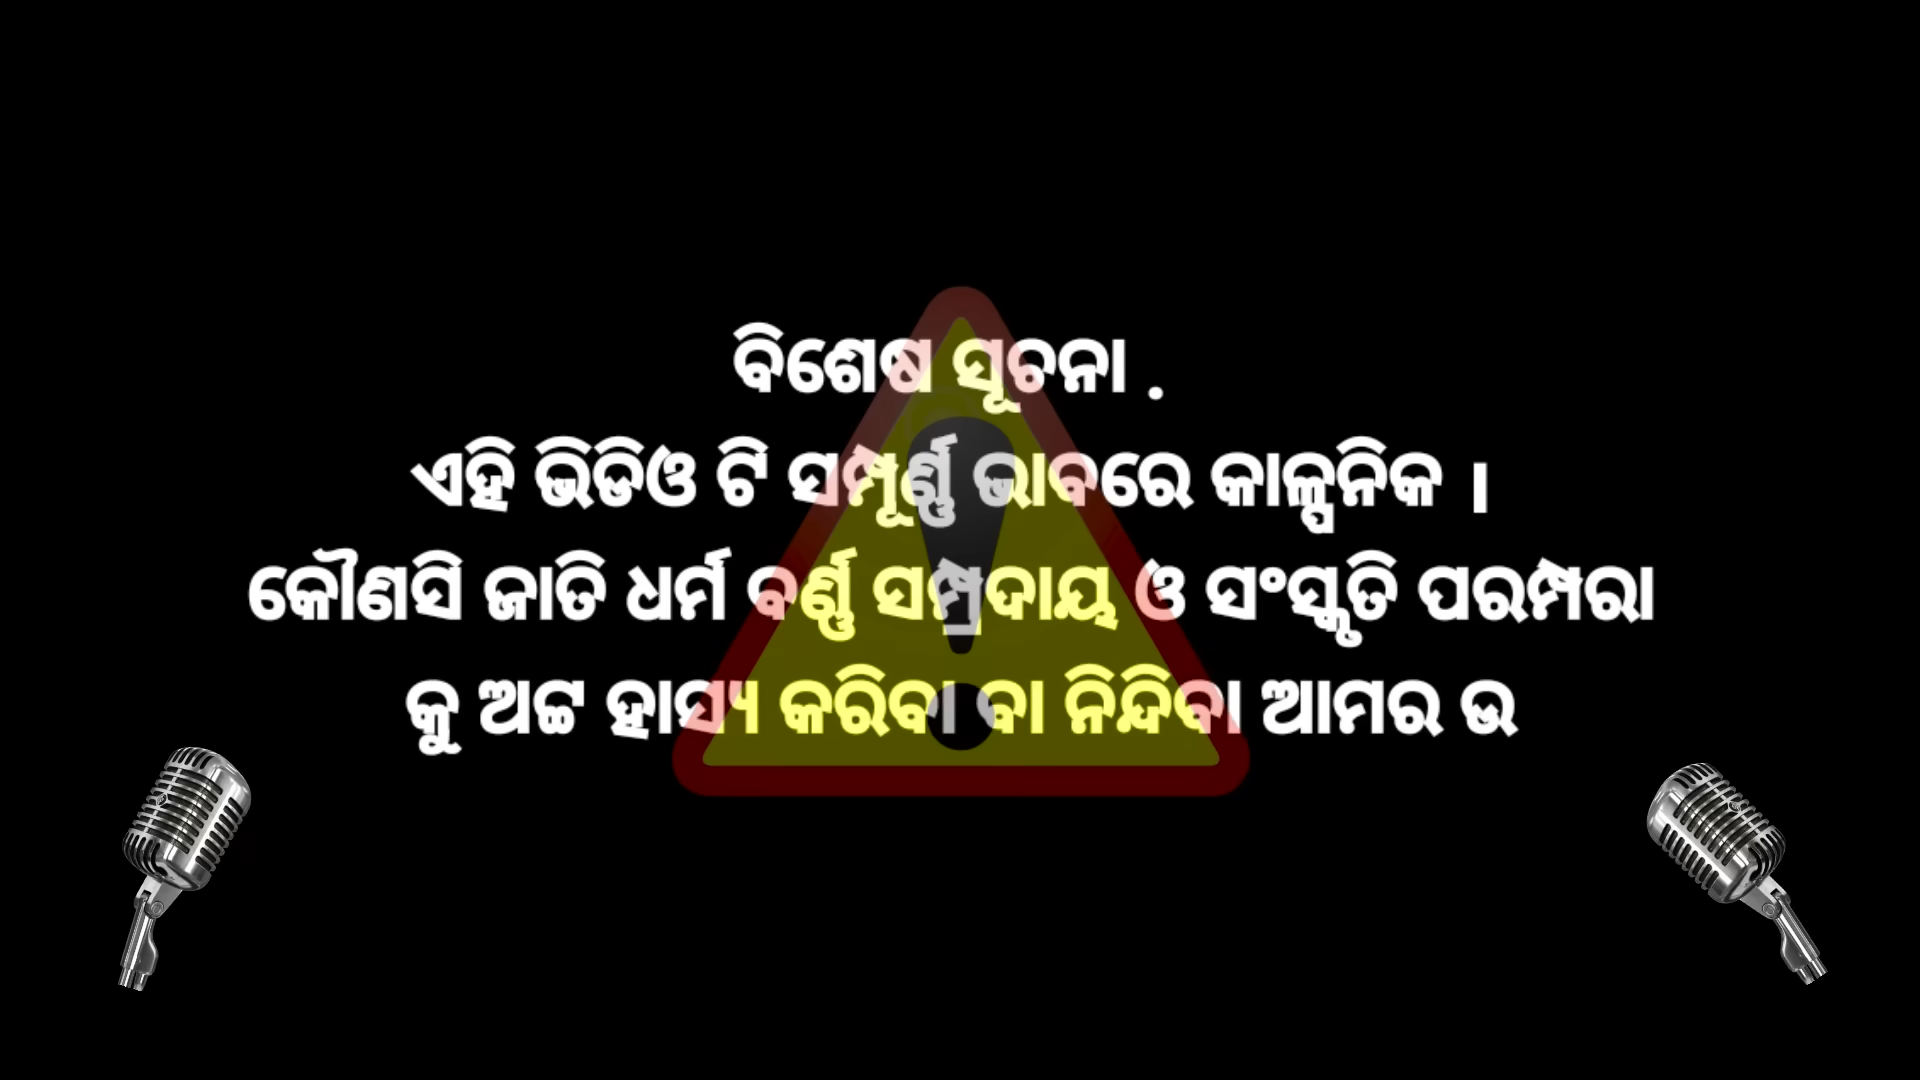 ବିଶେଷ ସୂଚନା .
ଏହି ଭିଡିଓ ଟି ସମ୍ପୂର୍ଣ୍ଣ ଭାବରେ କାଳ୍ପନିକ ।
କୌଣସି ଜାତି ଧର୍ମ ବର୍ଣ୍ଣ ସମ୍ପ୍ରଦାୟ ଓ ସଂସ୍କୃତି ପରମ୍ପରା
କୁ ଅଟ୍ଟ ହାସ୍ୟ କରିବା ବା ନିନ୍ଦିବା ଆମର ଉ